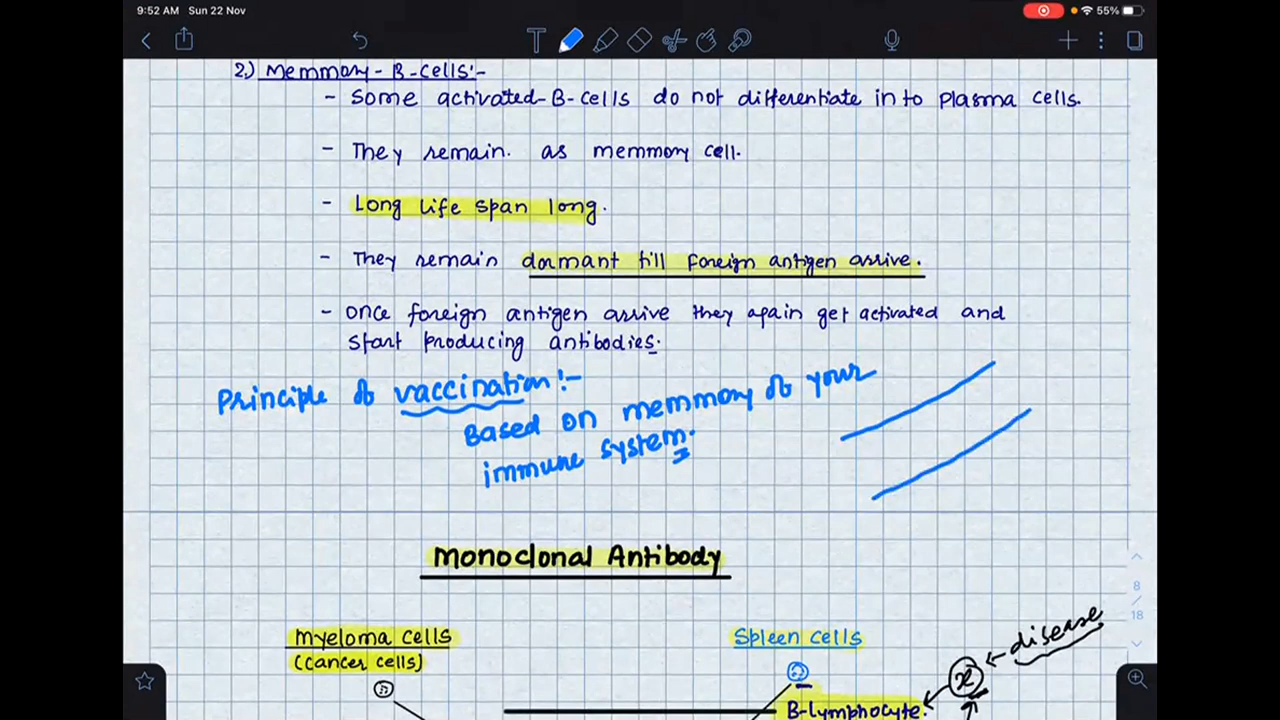 9:52 AM Sun 22 Nov
55%
2.) Memmory-B-cells:-
- Some activated-B-cells do not differentiate in to plasma cells.
- They remain. as memmory cell.
- Long life span long.
- They remain dormant till foreign antigen arrive.
- once foreign antigen arrive they again get activated and
start producing antibodies.
Principle of vaccination:-
Based on memmory of your
immune system.
Monoclonal Antibody
8
/
18
Myeloma cells
(cancer cells)
Spleen cells
disease
x
B-lymphocyte.